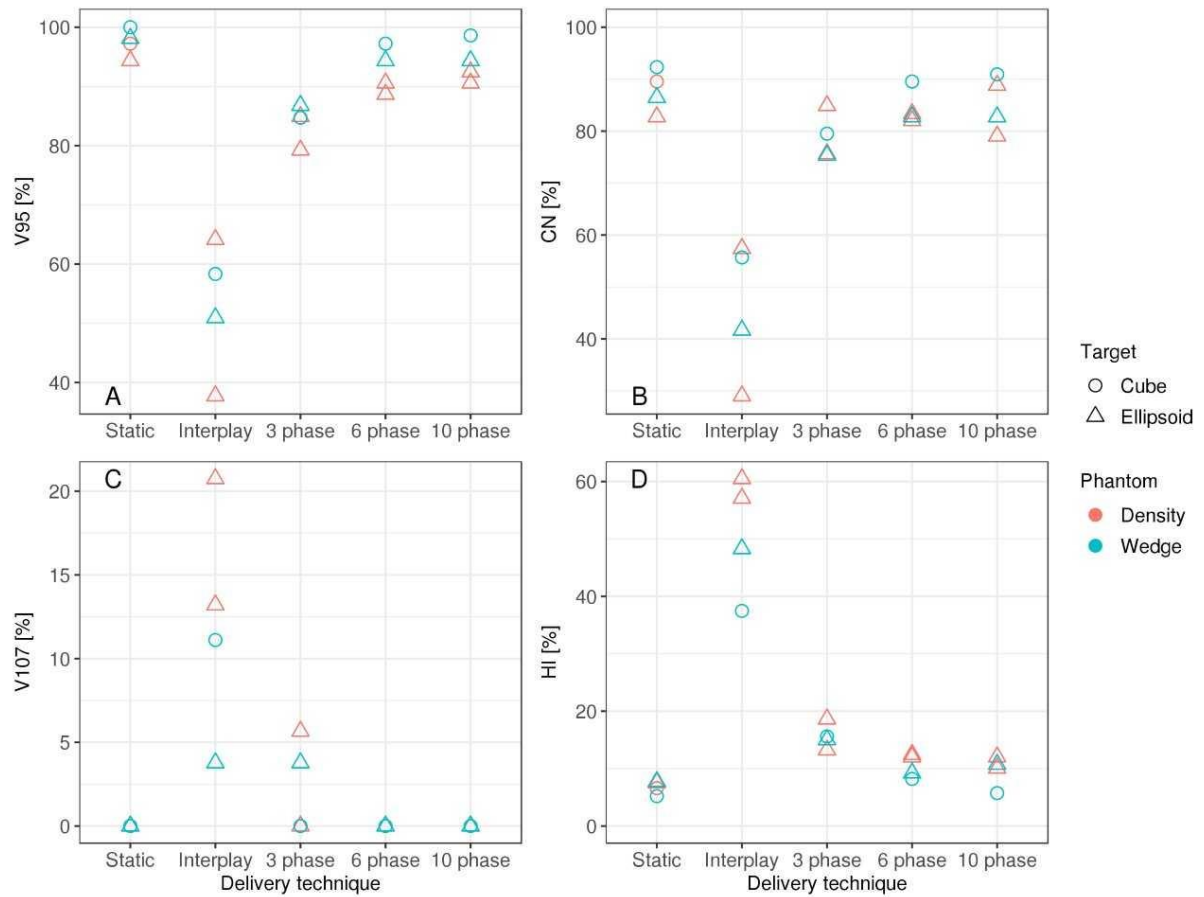 100
80
60
40
V95 [%]
A
Static Interplay 3 phase 6 phase 10 phase
100
80
60
40
CN [%]
B
Static Interplay 3 phase 6 phase 10 phase
20
15
10
5
0
V107 [%]
C
Static Interplay 3 phase 6 phase 10 phase
Delivery technique
60
40
20
0
HI [%]
D
Static Interplay 3 phase 6 phase 10 phase
Delivery technique
Target
Cube
Ellipsoid
Phantom
Density
Wedge